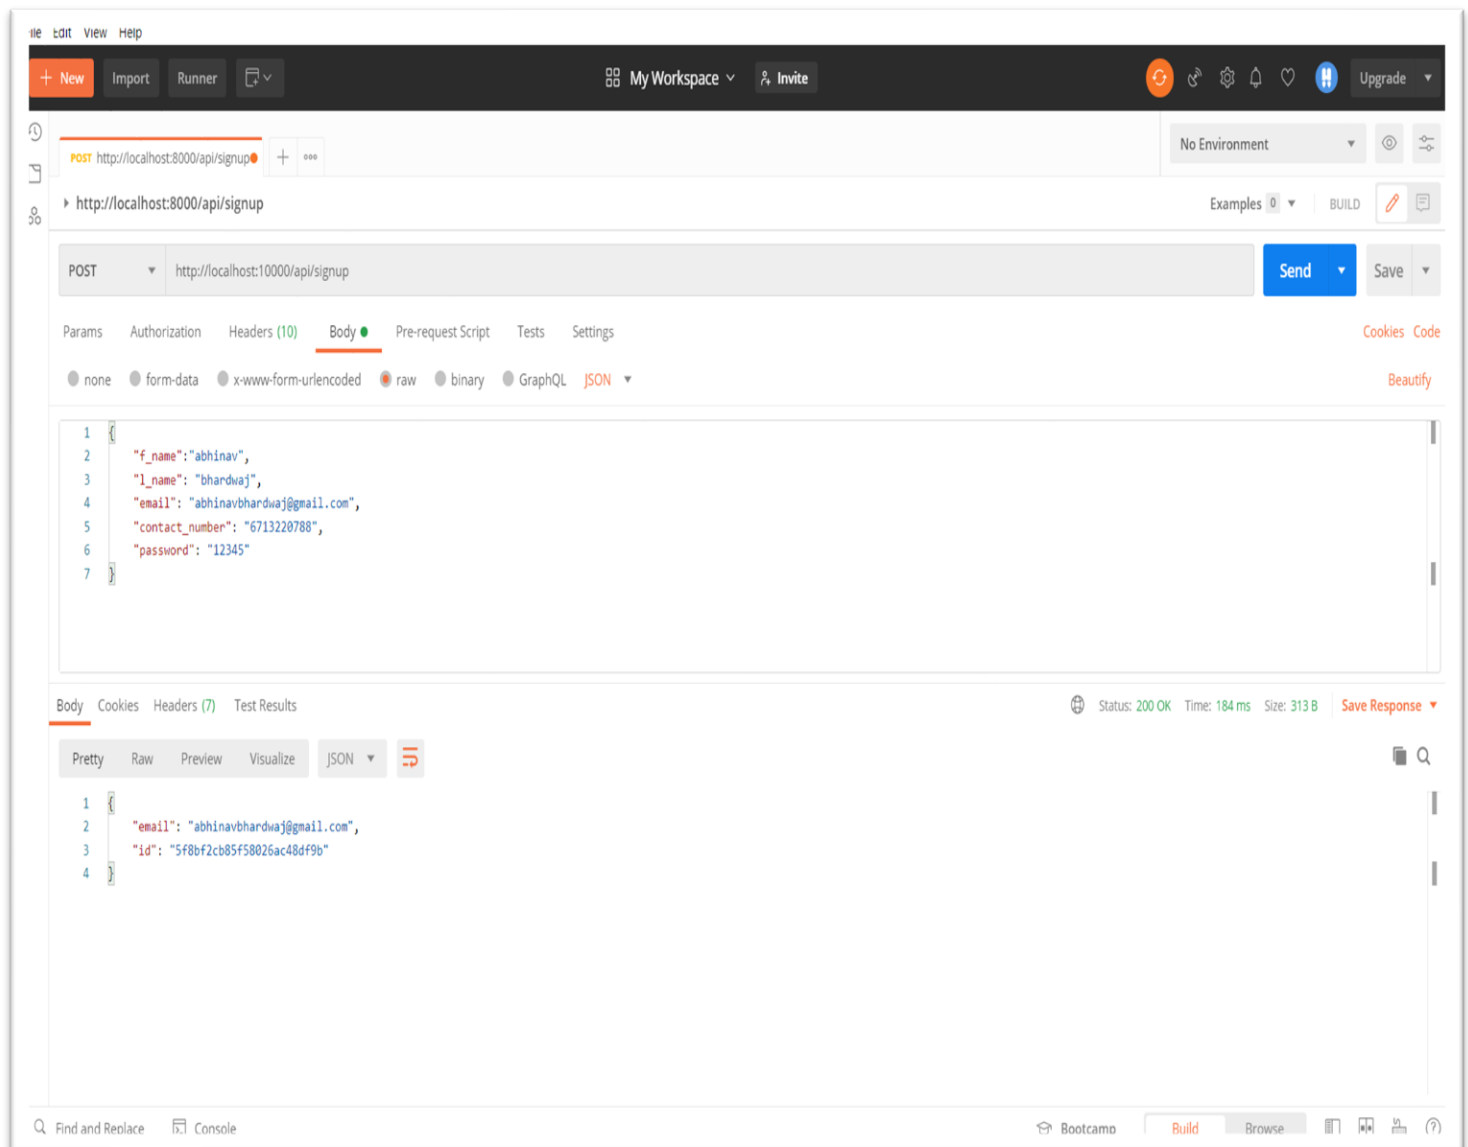 ile Edit View Help
+ New Import Runner My Workspace Invite Upgrade
POST http://localhost:8000/api/signup + ooo No Environment
http://localhost:8000/api/signup Examples 0 BUILD
POST http://localhost:10000/api/signup Send Save
Params Authorization Headers (10) Body Pre-request Script Tests Settings Cookies Code
none form-data x-www-form-urlencoded raw binary GraphQL JSON Beautify
1 {
2 "f_name":"abhinav",
3 "l_name": "bhardwaj",
4 "email": "abhinavbhardwaj@gmail.com",
5 "contact_number": "6713220788",
6 "password": "12345"
7 }
Body Cookies Headers (7) Test Results Status: 200 OK Time: 184 ms Size: 313 B Save Response
Pretty Raw Preview Visualize JSON
1 {
2 "email": "abhinavbhardwaj@gmail.com",
3 "id": "5f8bf2cb85f58026ac48df9b"
4 }
Find and Replace Console Bootcamp Build Browse